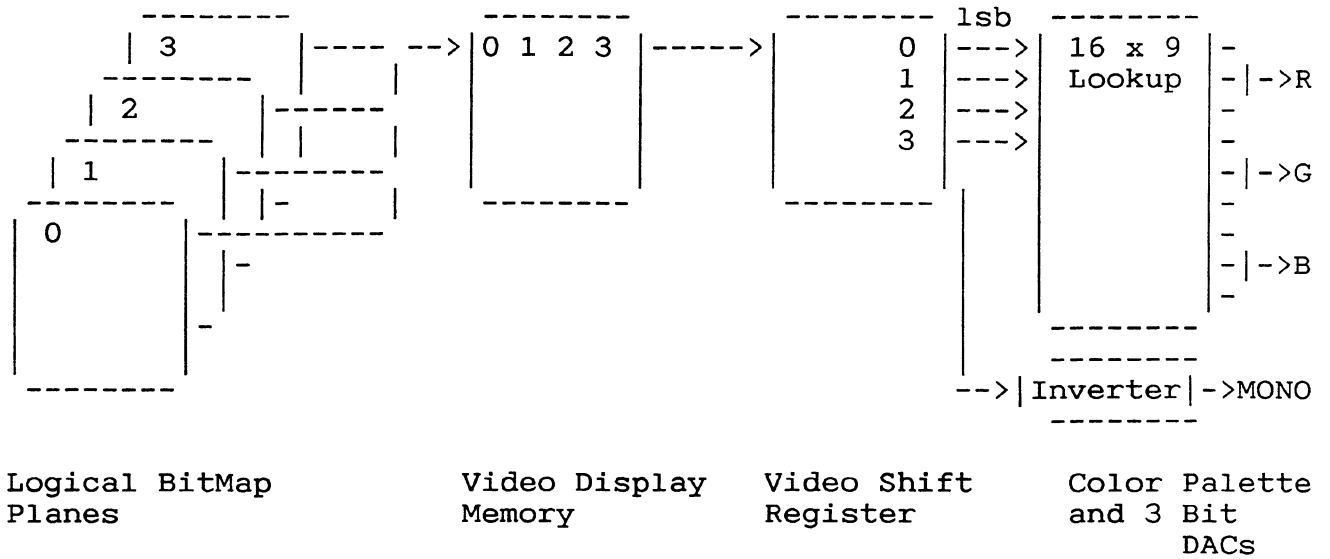 lsb
3
0 1 2 3
0
16 x 9
1
Lookup
R
2
2
3
1
G
0
B
Inverter
MONO
Logical BitMap Planes
Video Display Memory
Video Shift Register
Color Palette and 3 Bit DACs